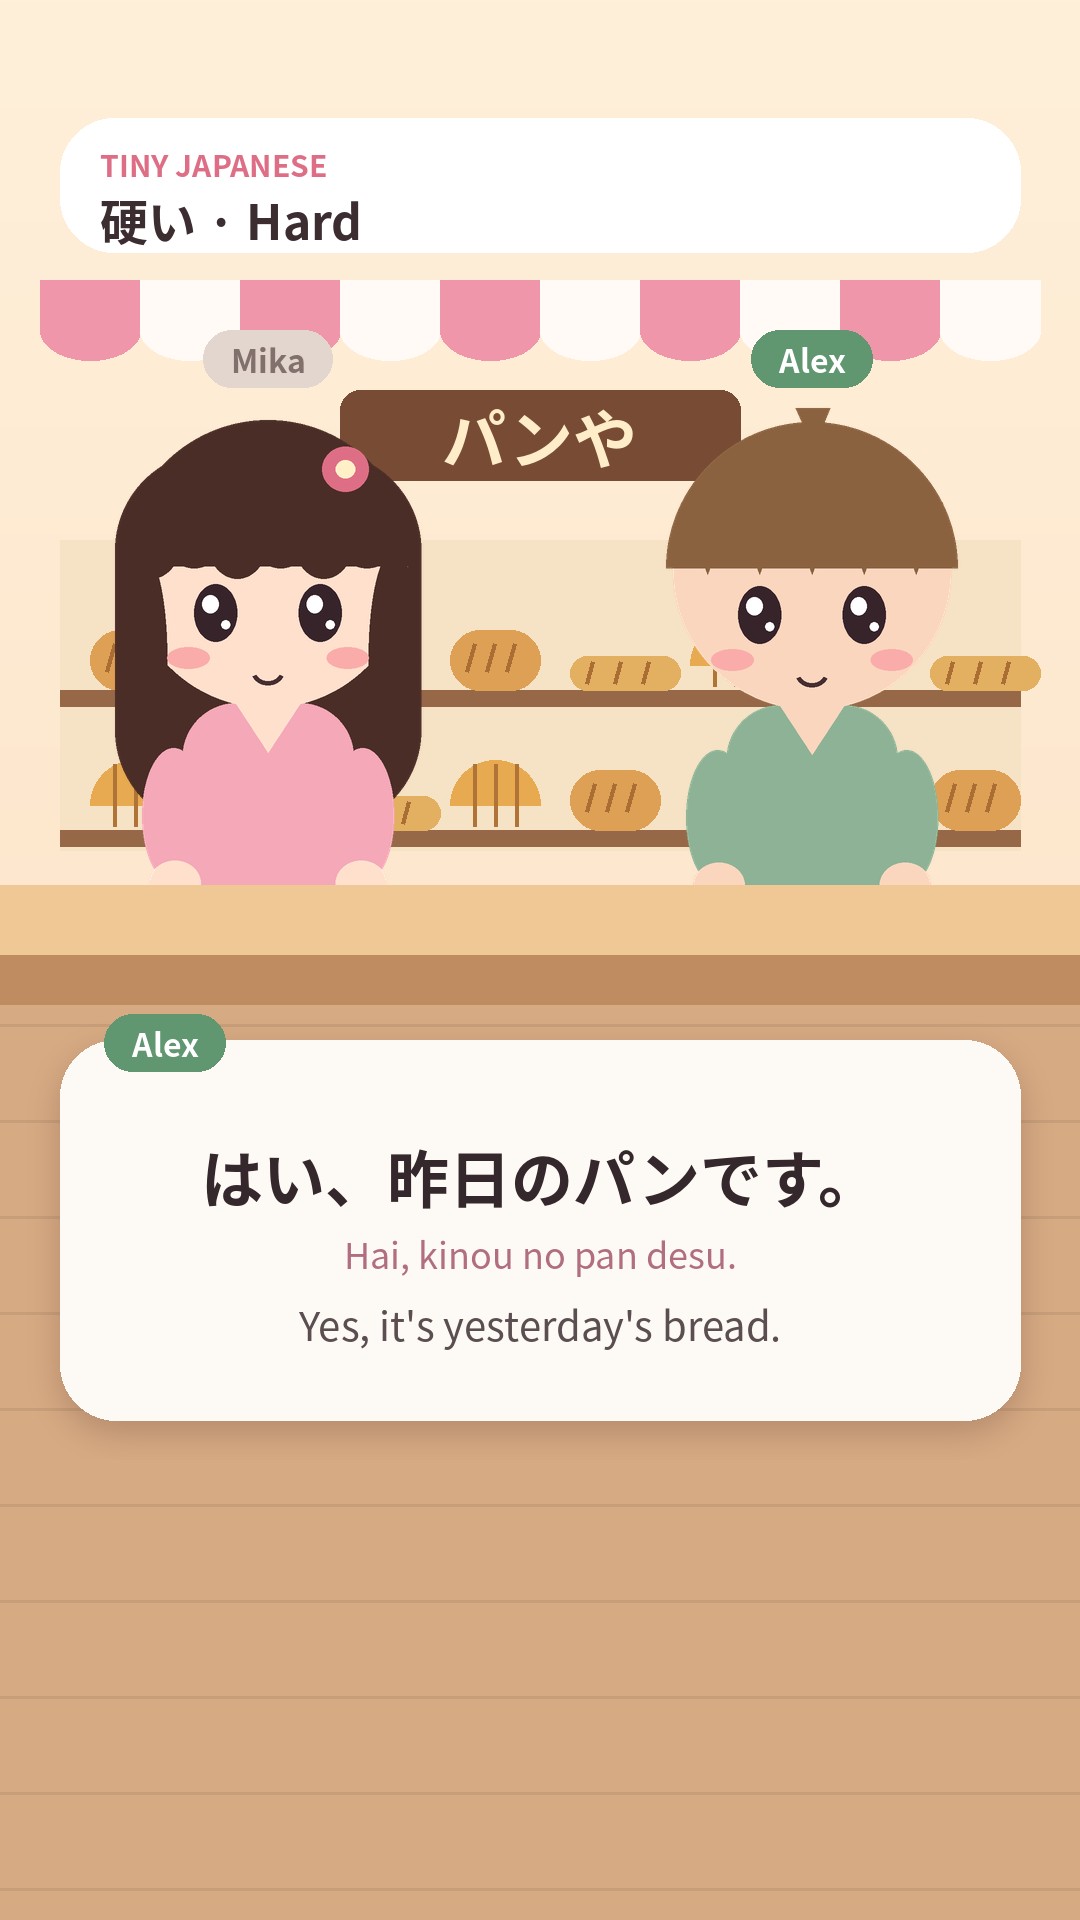 TINY JAPANESE
硬い · Hard
Mika
Alex
パンや
Alex
はい、昨日のパンです。
Hai, kinou no pan desu.
Yes, it's yesterday's bread.